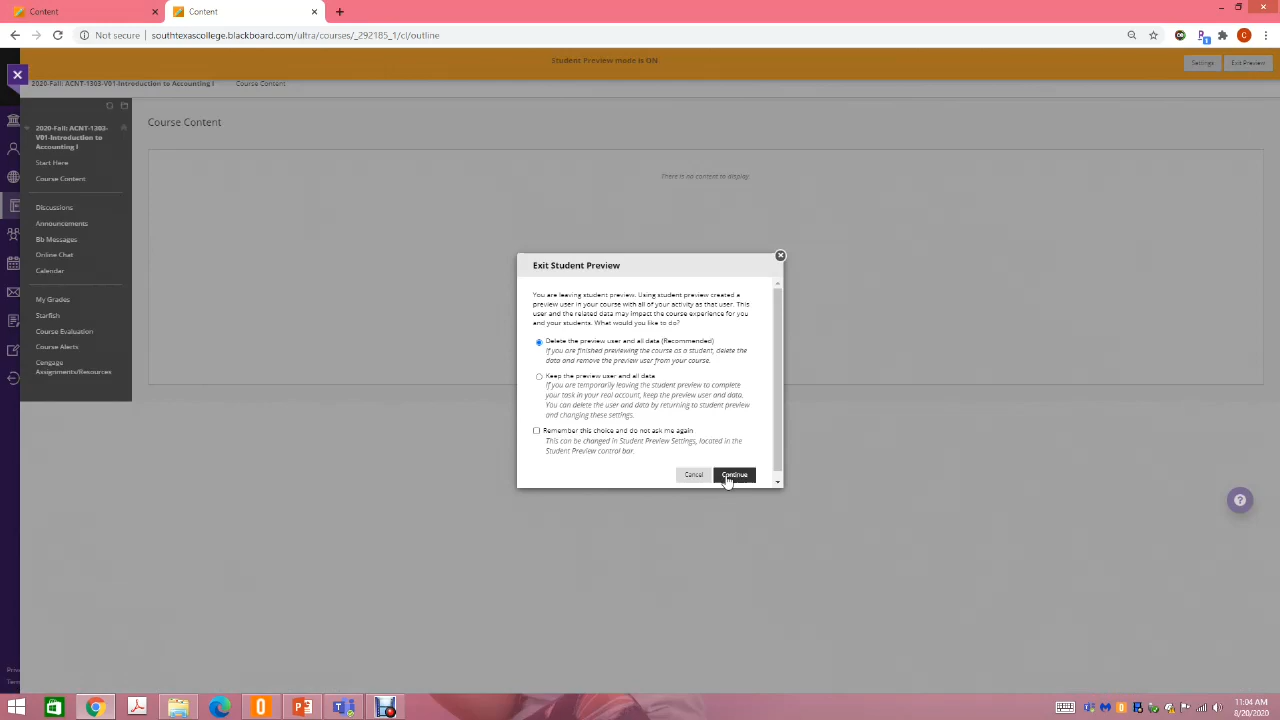 Content
Content
Not secure | southtexascollege.blackboard.com/ultra/courses/_292185_1/cl/outline
Student Preview mode is ON
Settings
Exit Preview
2020-Fall: ACNT-1303-V01-Introduction to Accounting I
Course Content
2020-Fall: ACNT-1303-
V01-Introduction to
Accounting I
Start Here
Course Content
Discussions
Announcements
Bb Messages
Online Chat
Calendar
My Grades
Starfish
Course Evaluation
Course Alerts
Cengage
Assignments/Resources
Course Content
There is no content to display.
Exit Student Preview
You are leaving student preview. Using student preview created a
preview user in your course with all of your activity as that user. This
user and the related data may impact the course experience for you
and your students. What would you like to do?
Delete the preview user and all data (Recommended)
If you are finished previewing the course as a student, delete the
data and remove the preview user from your course.
Keep the preview user and all data
If you are temporarily leaving the student preview to complete
your task in your real account, keep the preview user and data.
You can delete the user and data by returning to student preview
and changing these settings.
Remember this choice and do not ask me again
This can be changed in Student Preview Settings, located in the
Student Preview control bar.
Cancel
Continue
11:04 AM
8/20/2020